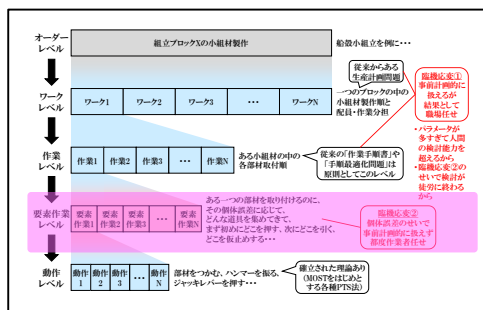 オーダー
レベル
組立ブロックXの小組材製作
船殻小組立を例に・・・
従来からある
生産計画問題
ワーク
レベル
ワーク1
ワーク2
ワーク3
・・・
ワークN
一つのブロックの中の
小組材製作順と
配員・作業分担
臨機応変①
事前計画的に
扱えるが
結果として
職場任せ
・パラメータが
多すぎて人間
の検討能力を
超えるから
・臨機応変②の
せいで検討が
徒労に終わる
から
作業
レベル
作業1
作業2
作業3
・・・
作業N
ある小組材の中の
各部材取付順
従来の「作業手順書」や
「手順最適化問題」は
原則としてこのレベル
要素作業
レベル
要素
作業1
要素
作業2
要素
作業3
・・・
要素
作業N
ある一つの部材を取り付けるのに、
その個体誤差に応じて、
どんな道具を集めてきて、
まず初めにどこを押す、次にどこを引く、
どこを仮止めする・・・
臨機応変②
個体誤差のせいで
事前計画的に扱えず
都度作業者任せ
動作
レベル
動作
1
動作
2
動作
3
・・・
動作
N
部材をつかむ、ハンマーを振る、
ジャッキレバーを押す・・・
確立された理論あり
(MOSTをはじめと
する各種PTS法)